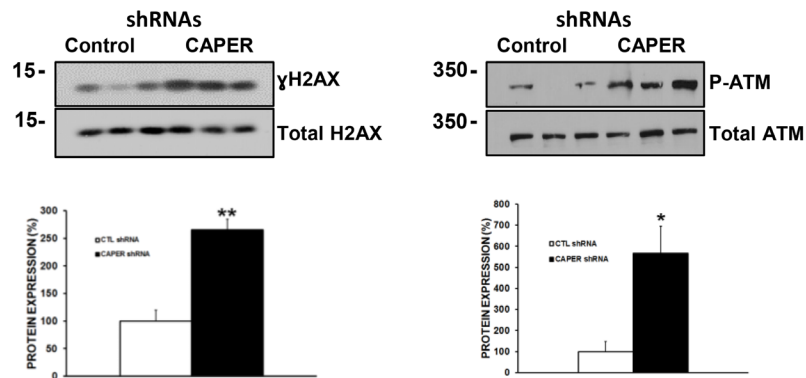 shRNAs
Control CAPER
15-
ɣH2AX
15-
Total H2AX
shRNAs
Control CAPER
350-
P-ATM
350-
Total ATM
PROTEIN EXPRESSION (%)
300
250
200
150
100
50
0
CTL shRNA
CAPER shRNA
**
PROTEIN EXPRESSION (%)
800
700
600
500
400
300
200
100
0
CTL shRNA
CAPER shRNA
*